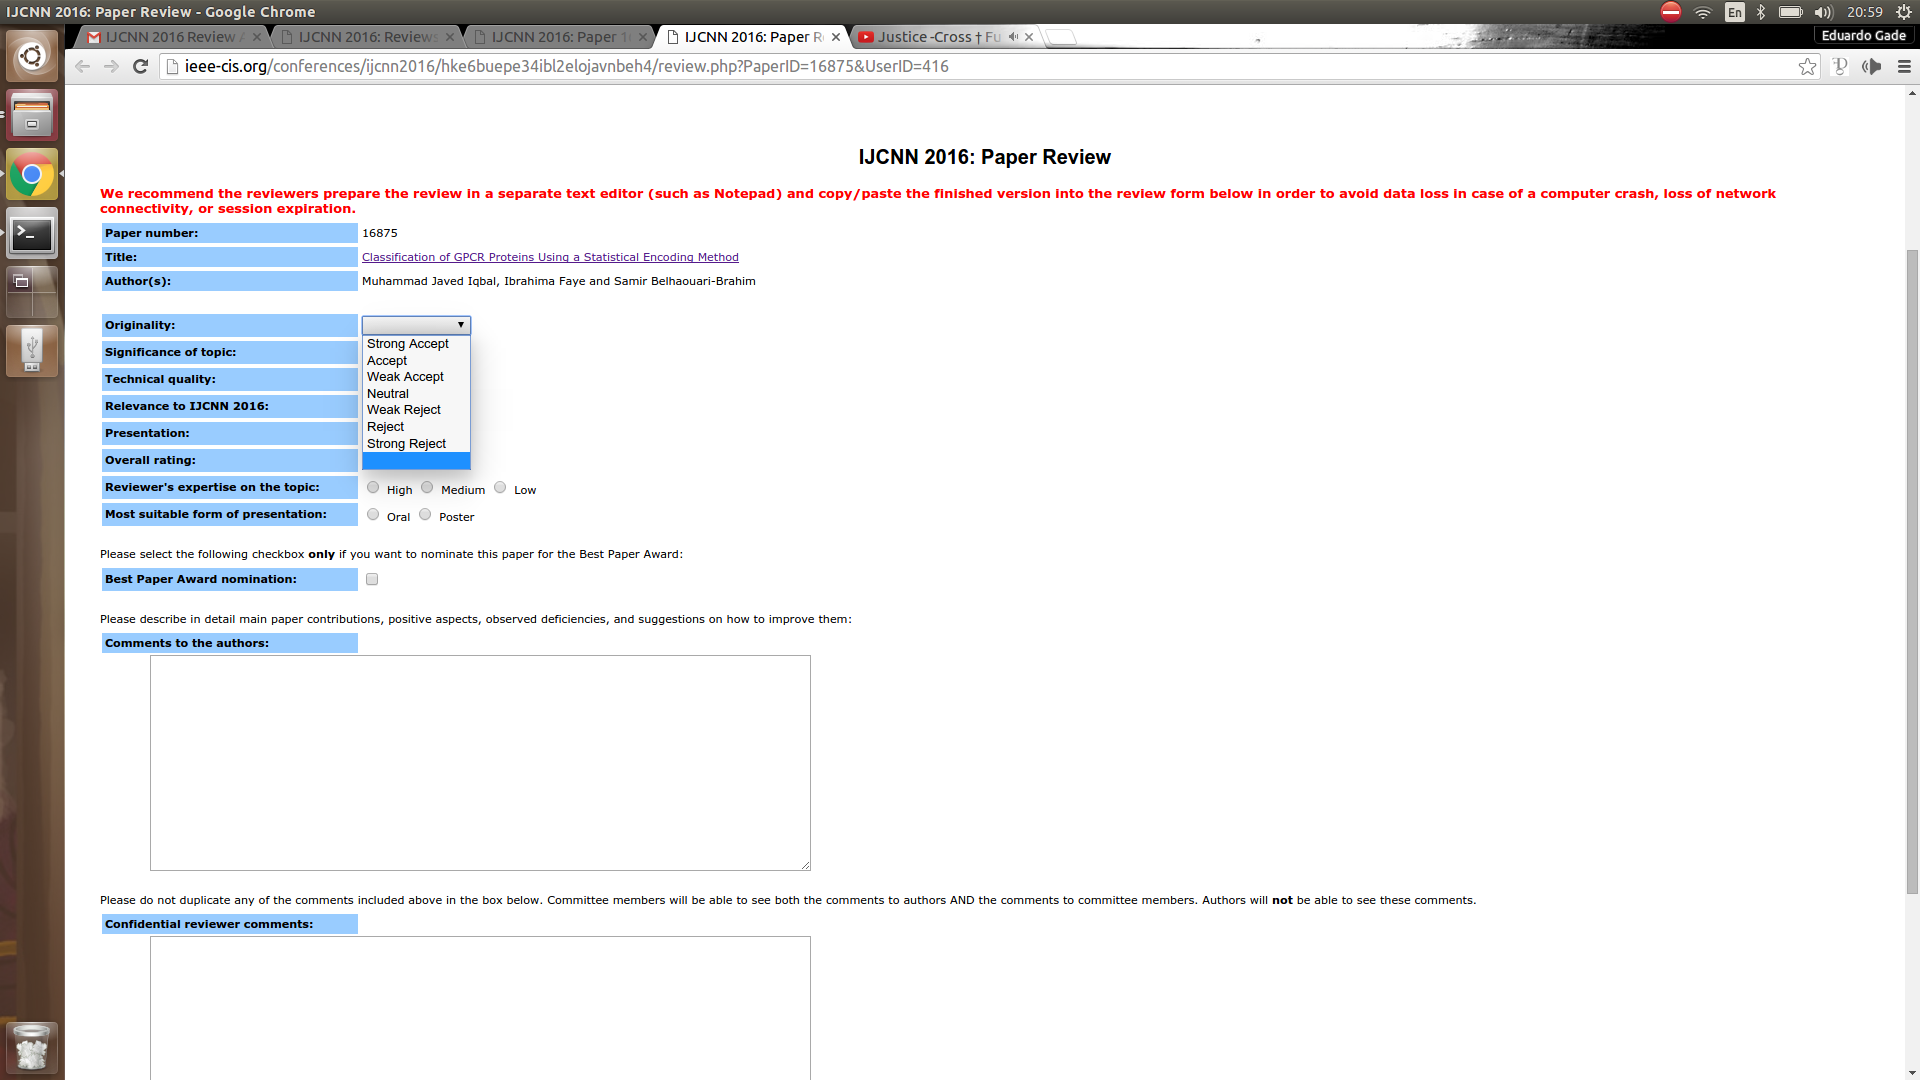 IJCNN 2016: Paper Review - Google Chrome
En
20:59
IJCNN 2016 Review
IJCNN 2016: Reviews
IJCNN 2016: Paper 1
IJCNN 2016: Paper R
Justice -Cross † Fu
Eduardo Gade
ieee-cis.org/conferences/ijcnn2016/hke6buepe34ibl2elojavnbeh4/review.php?PaperID=16875&UserID=416
IJCNN 2016: Paper Review
We recommend the reviewers prepare the review in a separate text editor (such as Notepad) and copy/paste the finished version into the review form below in order to avoid data loss in case of a computer crash, loss of network
connectivity, or session expiration.
Paper number: 16875
Title: Classification of GPCR Proteins Using a Statistical Encoding Method
Author(s): Muhammad Javed Iqbal, Ibrahima Faye and Samir Belhaouari-Brahim
Originality:
Strong Accept
Significance of topic:
Accept
Weak Accept
Technical quality:
Neutral
Relevance to IJCNN 2016:
Weak Reject
Reject
Presentation:
Strong Reject
Overall rating:
Reviewer's expertise on the topic: High Medium Low
Most suitable form of presentation: Oral Poster
Please select the following checkbox only if you want to nominate this paper for the Best Paper Award:
Best Paper Award nomination:
Please describe in detail main paper contributions, positive aspects, observed deficiencies, and suggestions on how to improve them:
Comments to the authors:
Please do not duplicate any of the comments included above in the box below. Committee members will be able to see both the comments to authors AND the comments to committee members. Authors will not be able to see these comments.
Confidential reviewer comments: